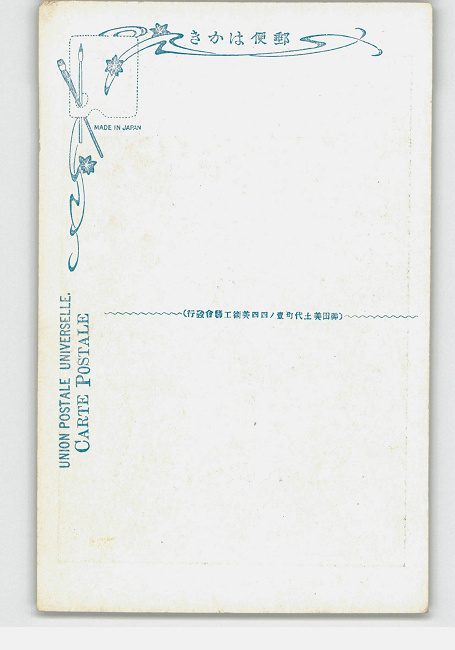 郵便はかき
MADE IN JAPAN
(神田美土代町壹ノ四四美術工藝會發行)
UNION POSTALE UNIVERSELLE.
CARTE POSTALE